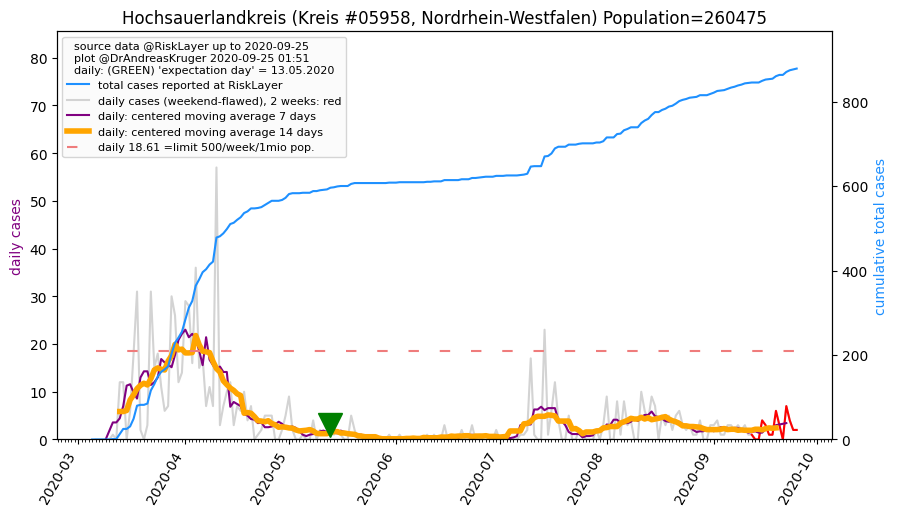 Hochsauerlandkreis (Kreis #05958, Nordrhein-Westfalen) Population=260475
source data @RiskLayer up to 2020-09-25
plot @DrAndreasKruger 2020-09-25 01:51
daily: (GREEN) 'expectation day' = 13.05.2020
total cases reported at RiskLayer
daily cases (weekend-flawed), 2 weeks: red
daily: centered moving average 7 days
daily: centered moving average 14 days
daily 18.61 =limit 500/week/1mio pop.
daily cases
80
70
60
50
40
30
20
10
0
cumulative total cases
800
600
400
200
0
2020-03
2020-04
2020-05
2020-06
2020-07
2020-08
2020-09
2020-10